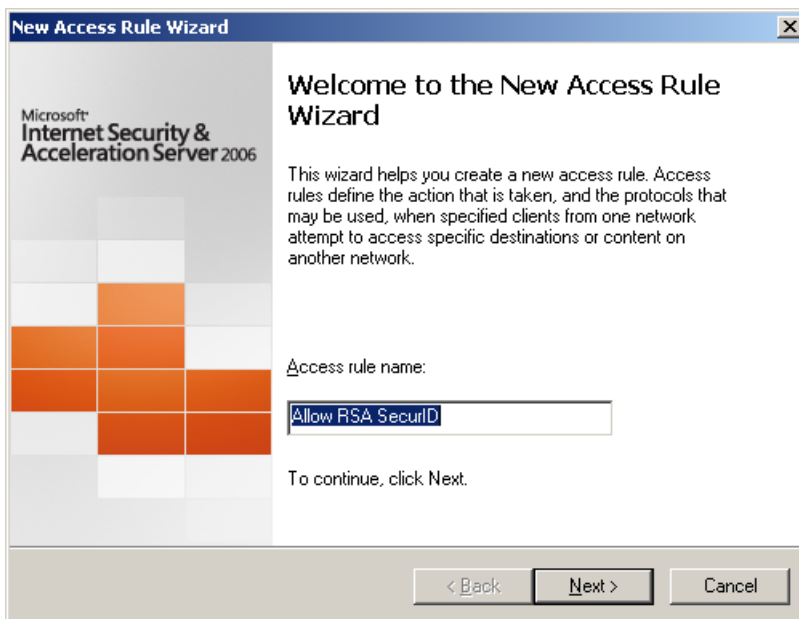 New Access Rule Wizard
Microsoft
Internet Security &
Acceleration Server 2006
Welcome to the New Access Rule
Wizard
This wizard helps you create a new access rule. Access
rules define the action that is taken, and the protocols that
may be used, when specified clients from one network
attempt to access specific destinations or content on
another network.
Access rule name:
Allow RSA SecurID
To continue, click Next.
< Back
Next >
Cancel